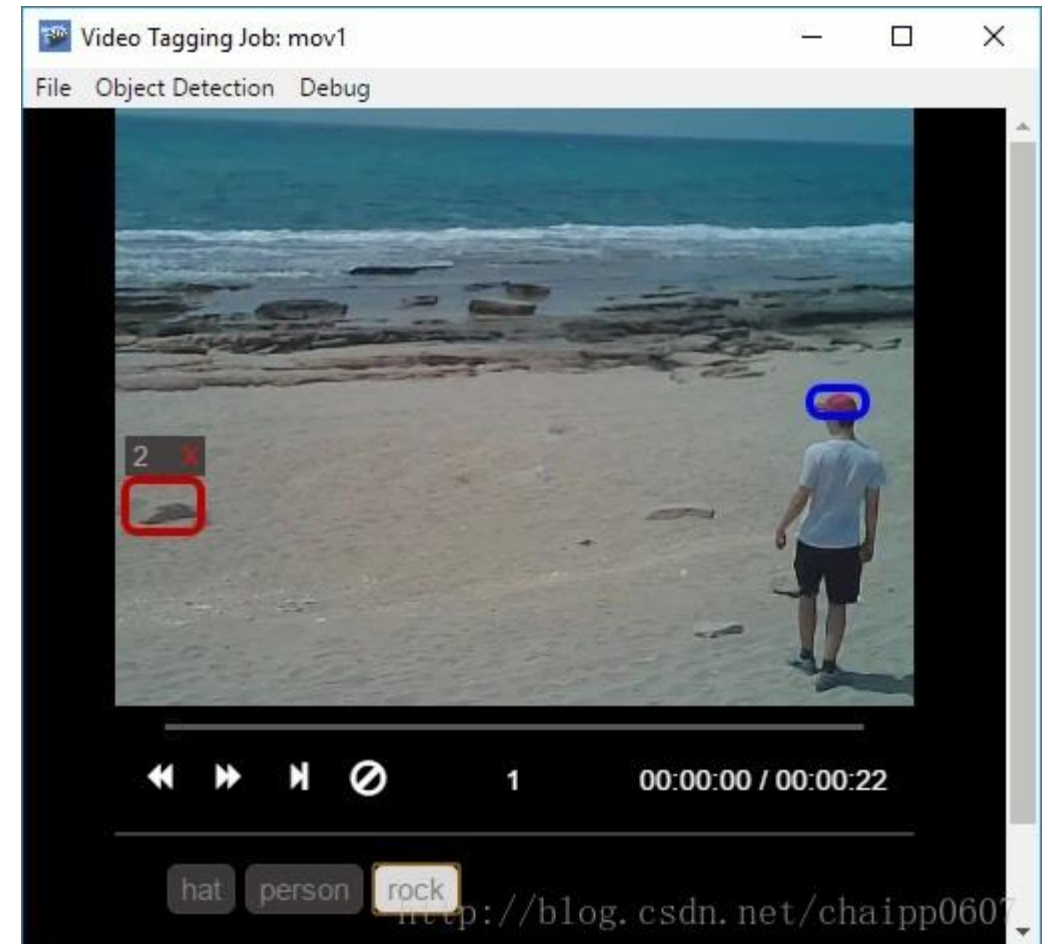 Video Tagging Job: mov1
File Object Detection Debug
2 X
1 00:00:00 / 00:00:22
hat person rock
http://blog.csdn.net/chaipp0607